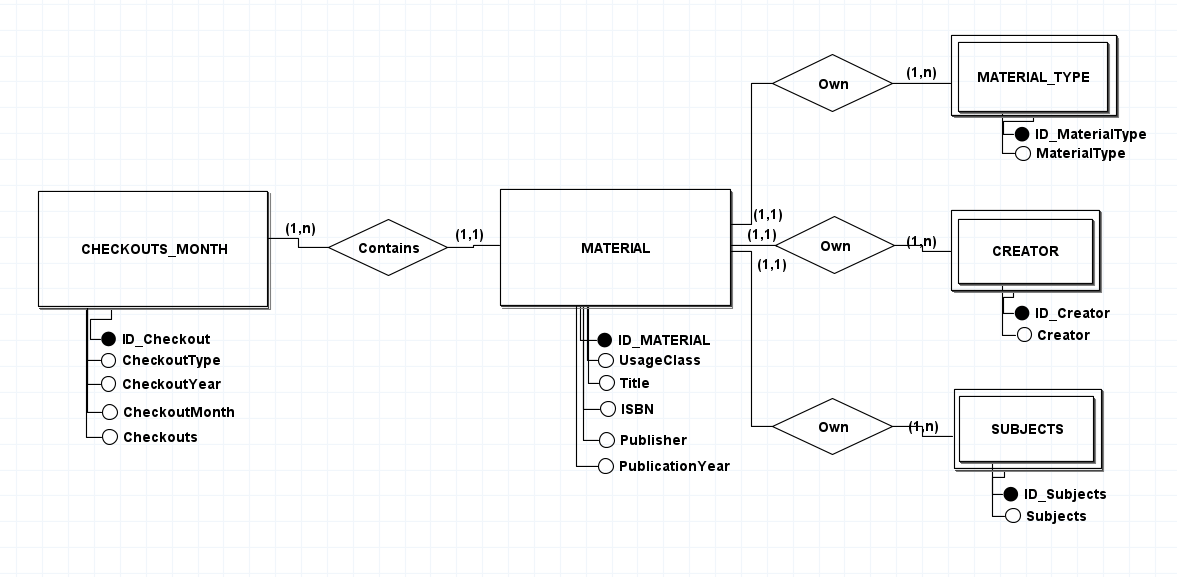 Own
(1,n)
MATERIAL_TYPE
ID_MaterialType
MaterialType
CHECKOUTS_MONTH
(1,n)
Contains
(1,1)
MATERIAL
(1,1)
(1,1)
(1,1)
Own
(1,n)
CREATOR
ID_Creator
Creator
ID_Checkout
CheckoutType
CheckoutYear
CheckoutMonth
Checkouts
ID_MATERIAL
UsageClass
Title
ISBN
Publisher
PublicationYear
Own
(1,n)
SUBJECTS
ID_Subjects
Subjects